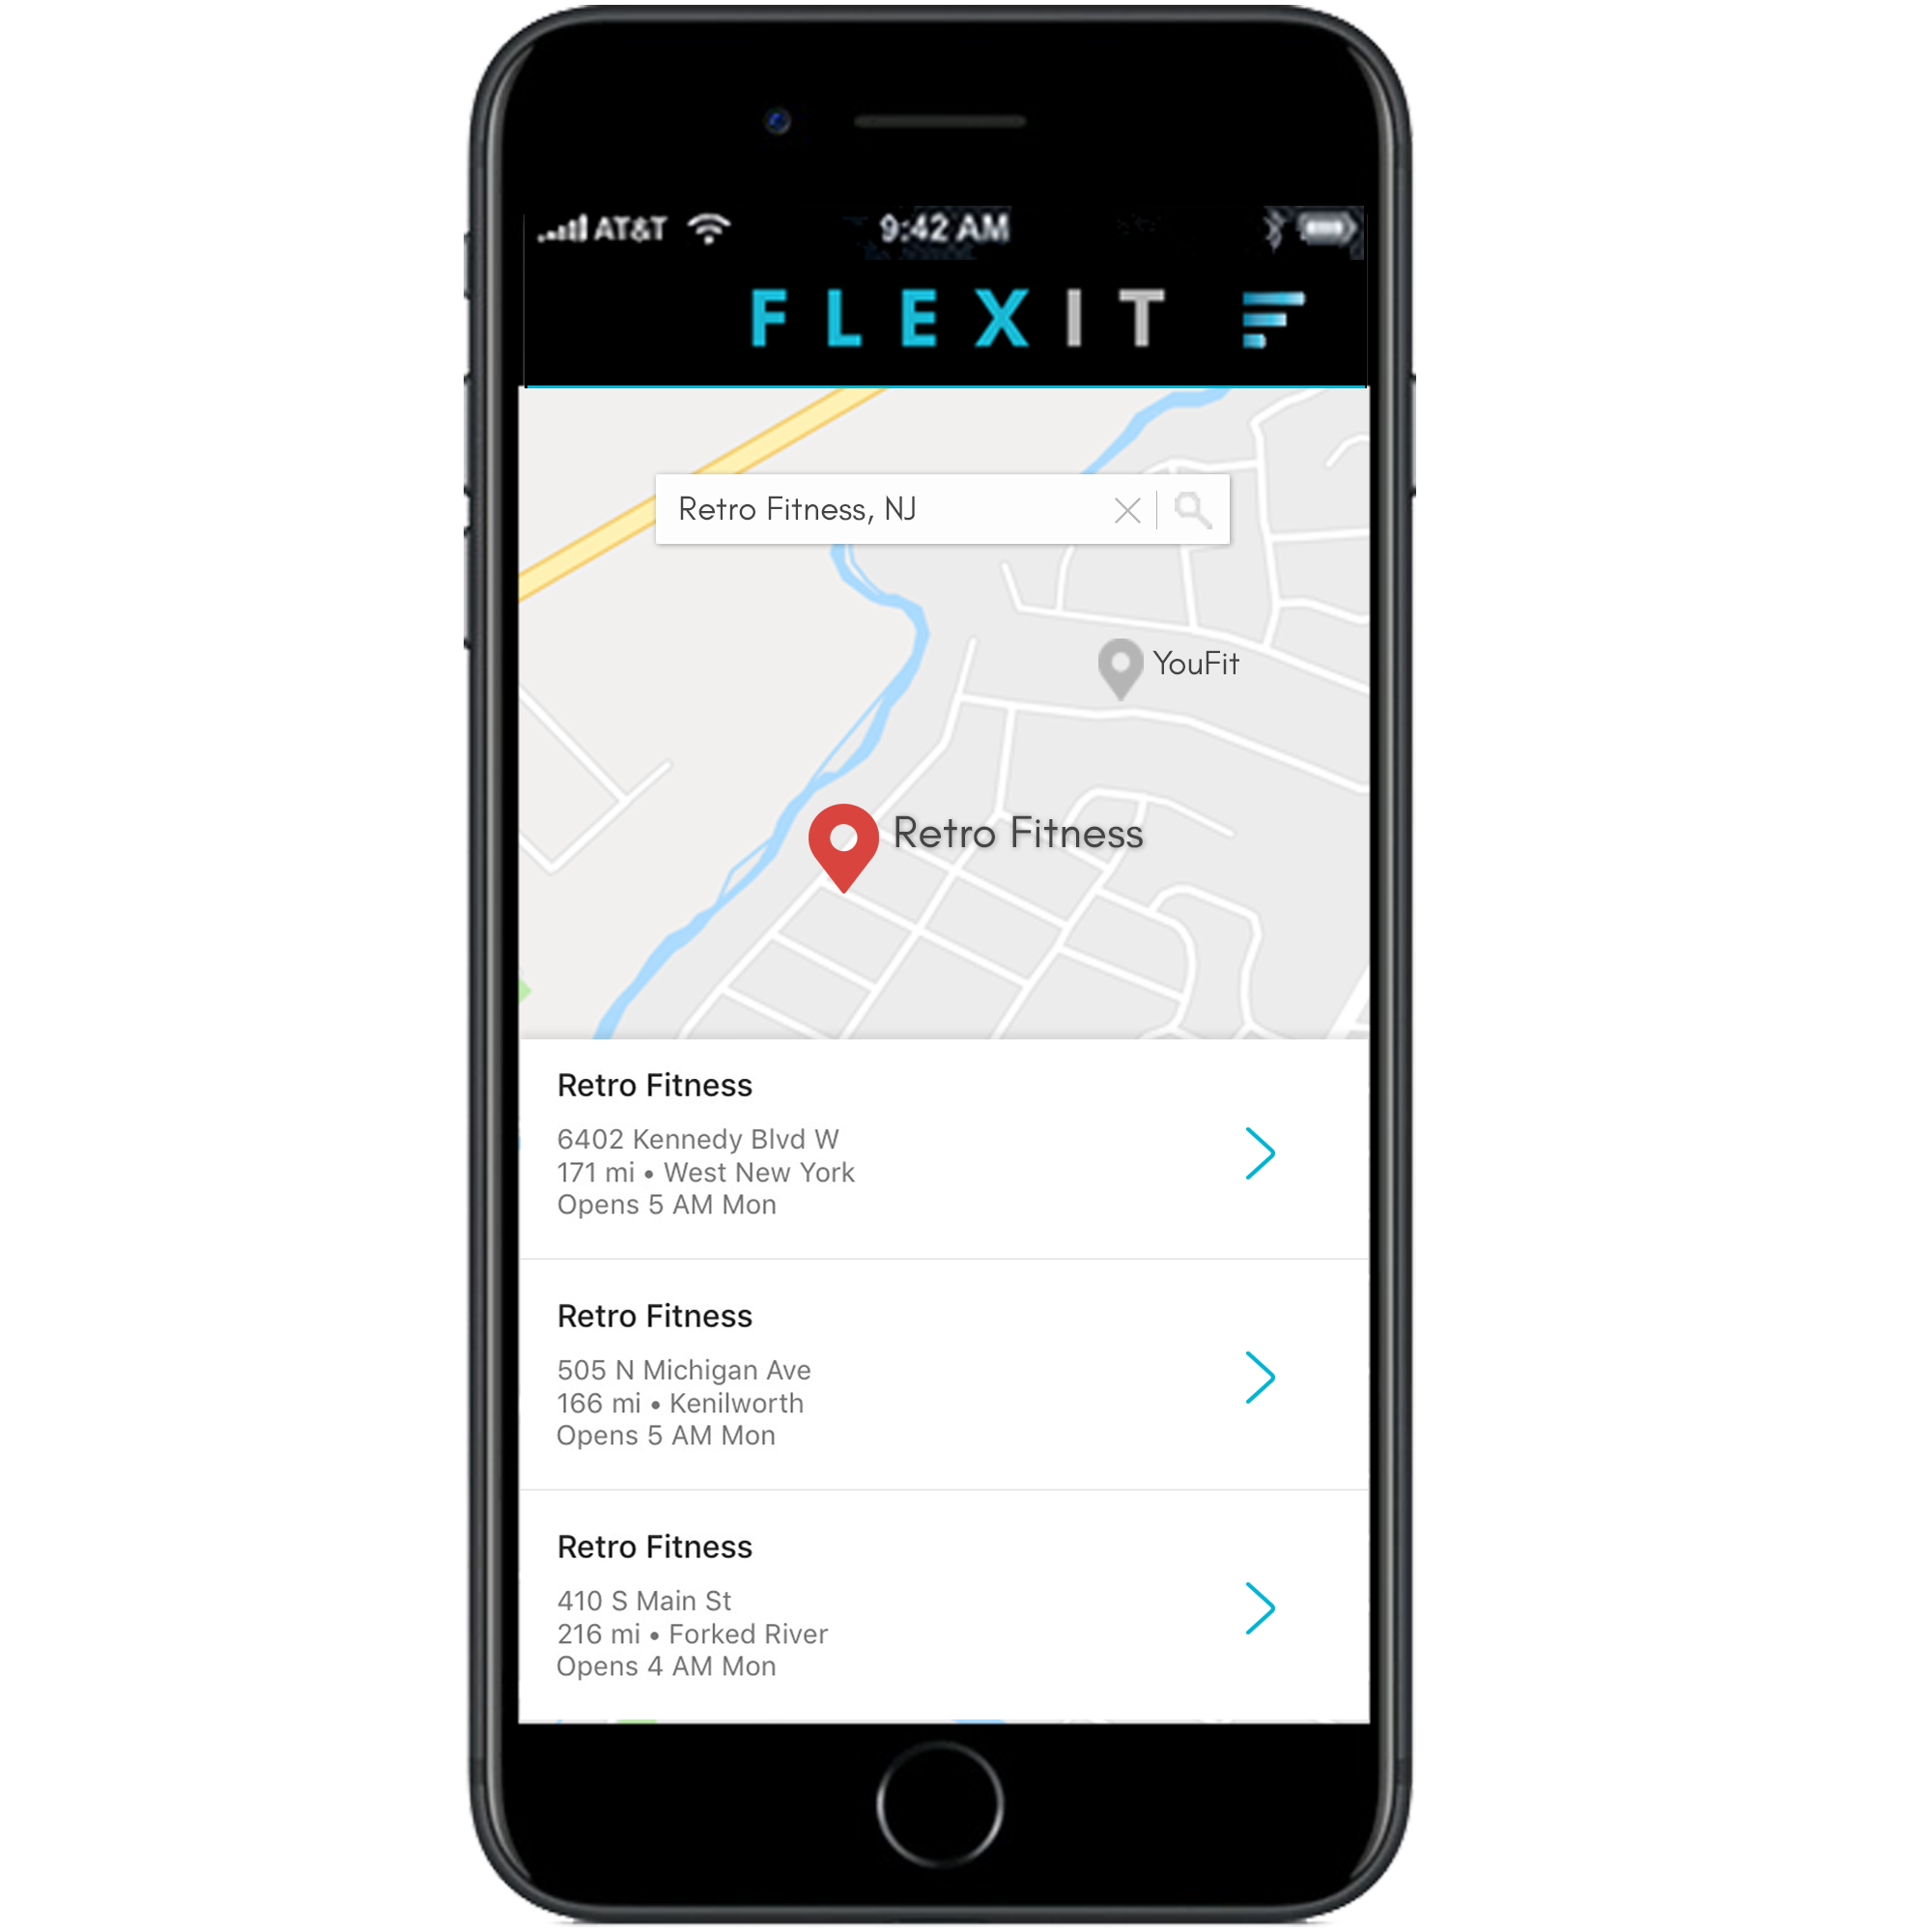 AT&T 9:42 AM
FLEXIT
Retro Fitness, NJ
YouFit
Retro Fitness
Retro Fitness
6402 Kennedy Blvd W
171 mi • West New York
Opens 5 AM Mon
Retro Fitness
505 N Michigan Ave
166 mi • Kenilworth
Opens 5 AM Mon
Retro Fitness
410 S Main St
216 mi • Forked River
Opens 4 AM Mon